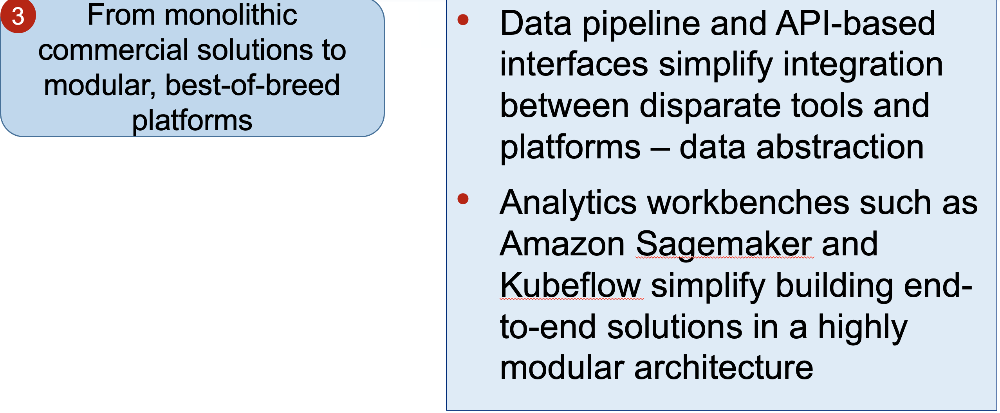 3
From monolithic
commercial solutions to
modular, best-of-breed
platforms
• Data pipeline and API-based
interfaces simplify integration
between disparate tools and
platforms – data abstraction
• Analytics workbenches such as
Amazon Sagemaker and
Kubeflow simplify building end-
to-end solutions in a highly
modular architecture